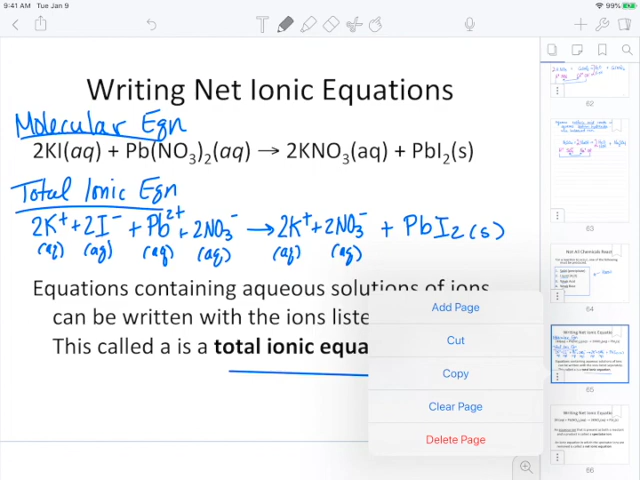 9:41 AM Tue Jan 9
99%
Writing Net Ionic Equations
Molecular Eqn
2KI(aq) + Pb(NO₃)₂(aq) → 2KNO₃(aq) + PbI₂(s)
Total Ionic Eqn
2K⁺ + 2I⁻ + Pb²⁺ + 2NO₃⁻ → 2K⁺ + 2NO₃⁻ + PbI₂(s)
(aq) (aq) (aq) (aq) (aq) (aq)
Equations containing aqueous solutions of ions
can be written with the ions liste
This called a is a total ionic equa
Add Page
Cut
Copy
Clear Page
Delete Page
62
63
Not All Chemical React
64
Writing Net Ionic Equatio
65
Writing Net Ionic Equatio
66